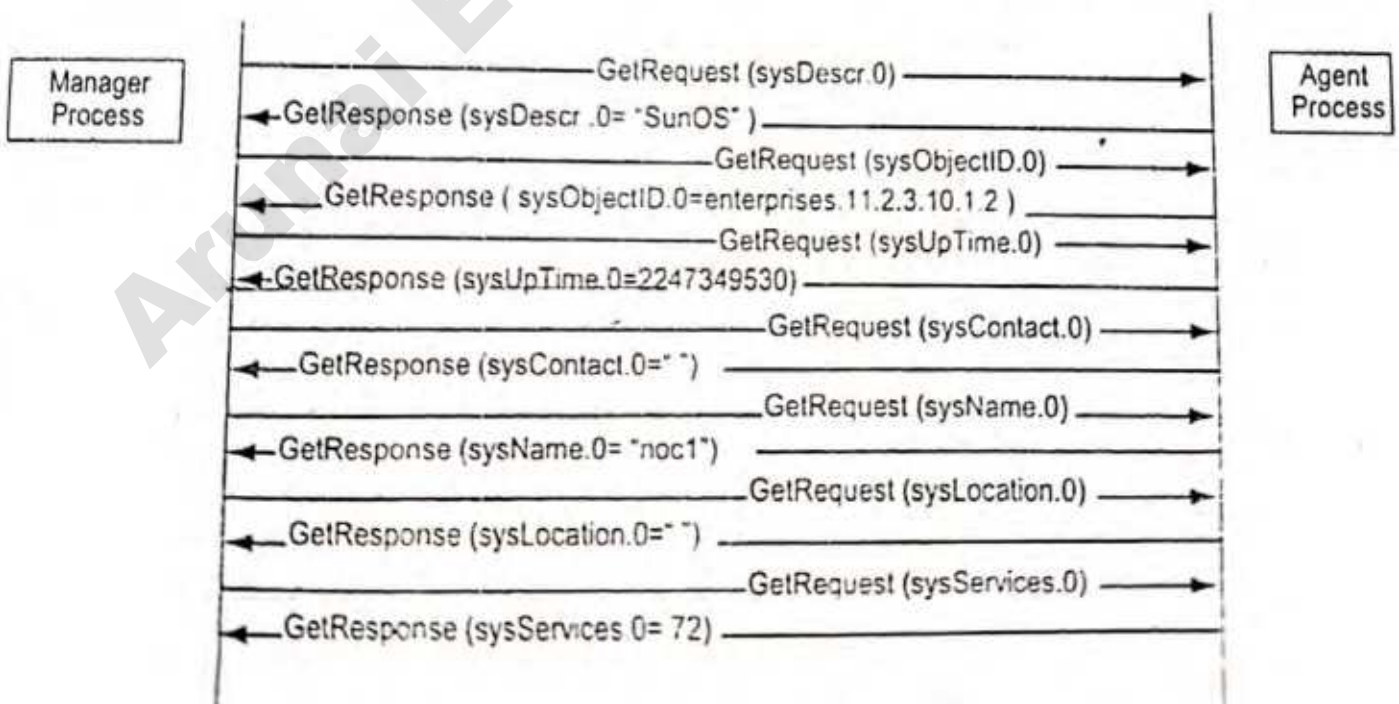 Arunai E
Manager
Process
Agent
Process
GetRequest (sysDescr.0)
GetResponse (sysDescr .0= "SunOS" )
GetRequest (sysObjectID.0)
GetResponse ( sysObjectID.0=enterprises.11.2.3.10.1.2 )
GetRequest (sysUpTime.0)
GetResponse (sysUpTime.0=2247349530)
GetRequest (sysContact.0)
GetResponse (sysContact.0=" ")
GetRequest (sysName.0)
GetResponse (sysName.0= "noc1")
GetRequest (sysLocation.0)
GetResponse (sysLocation.0=" ")
GetRequest (sysServices.0)
GetResponse (sysServices.0= 72)